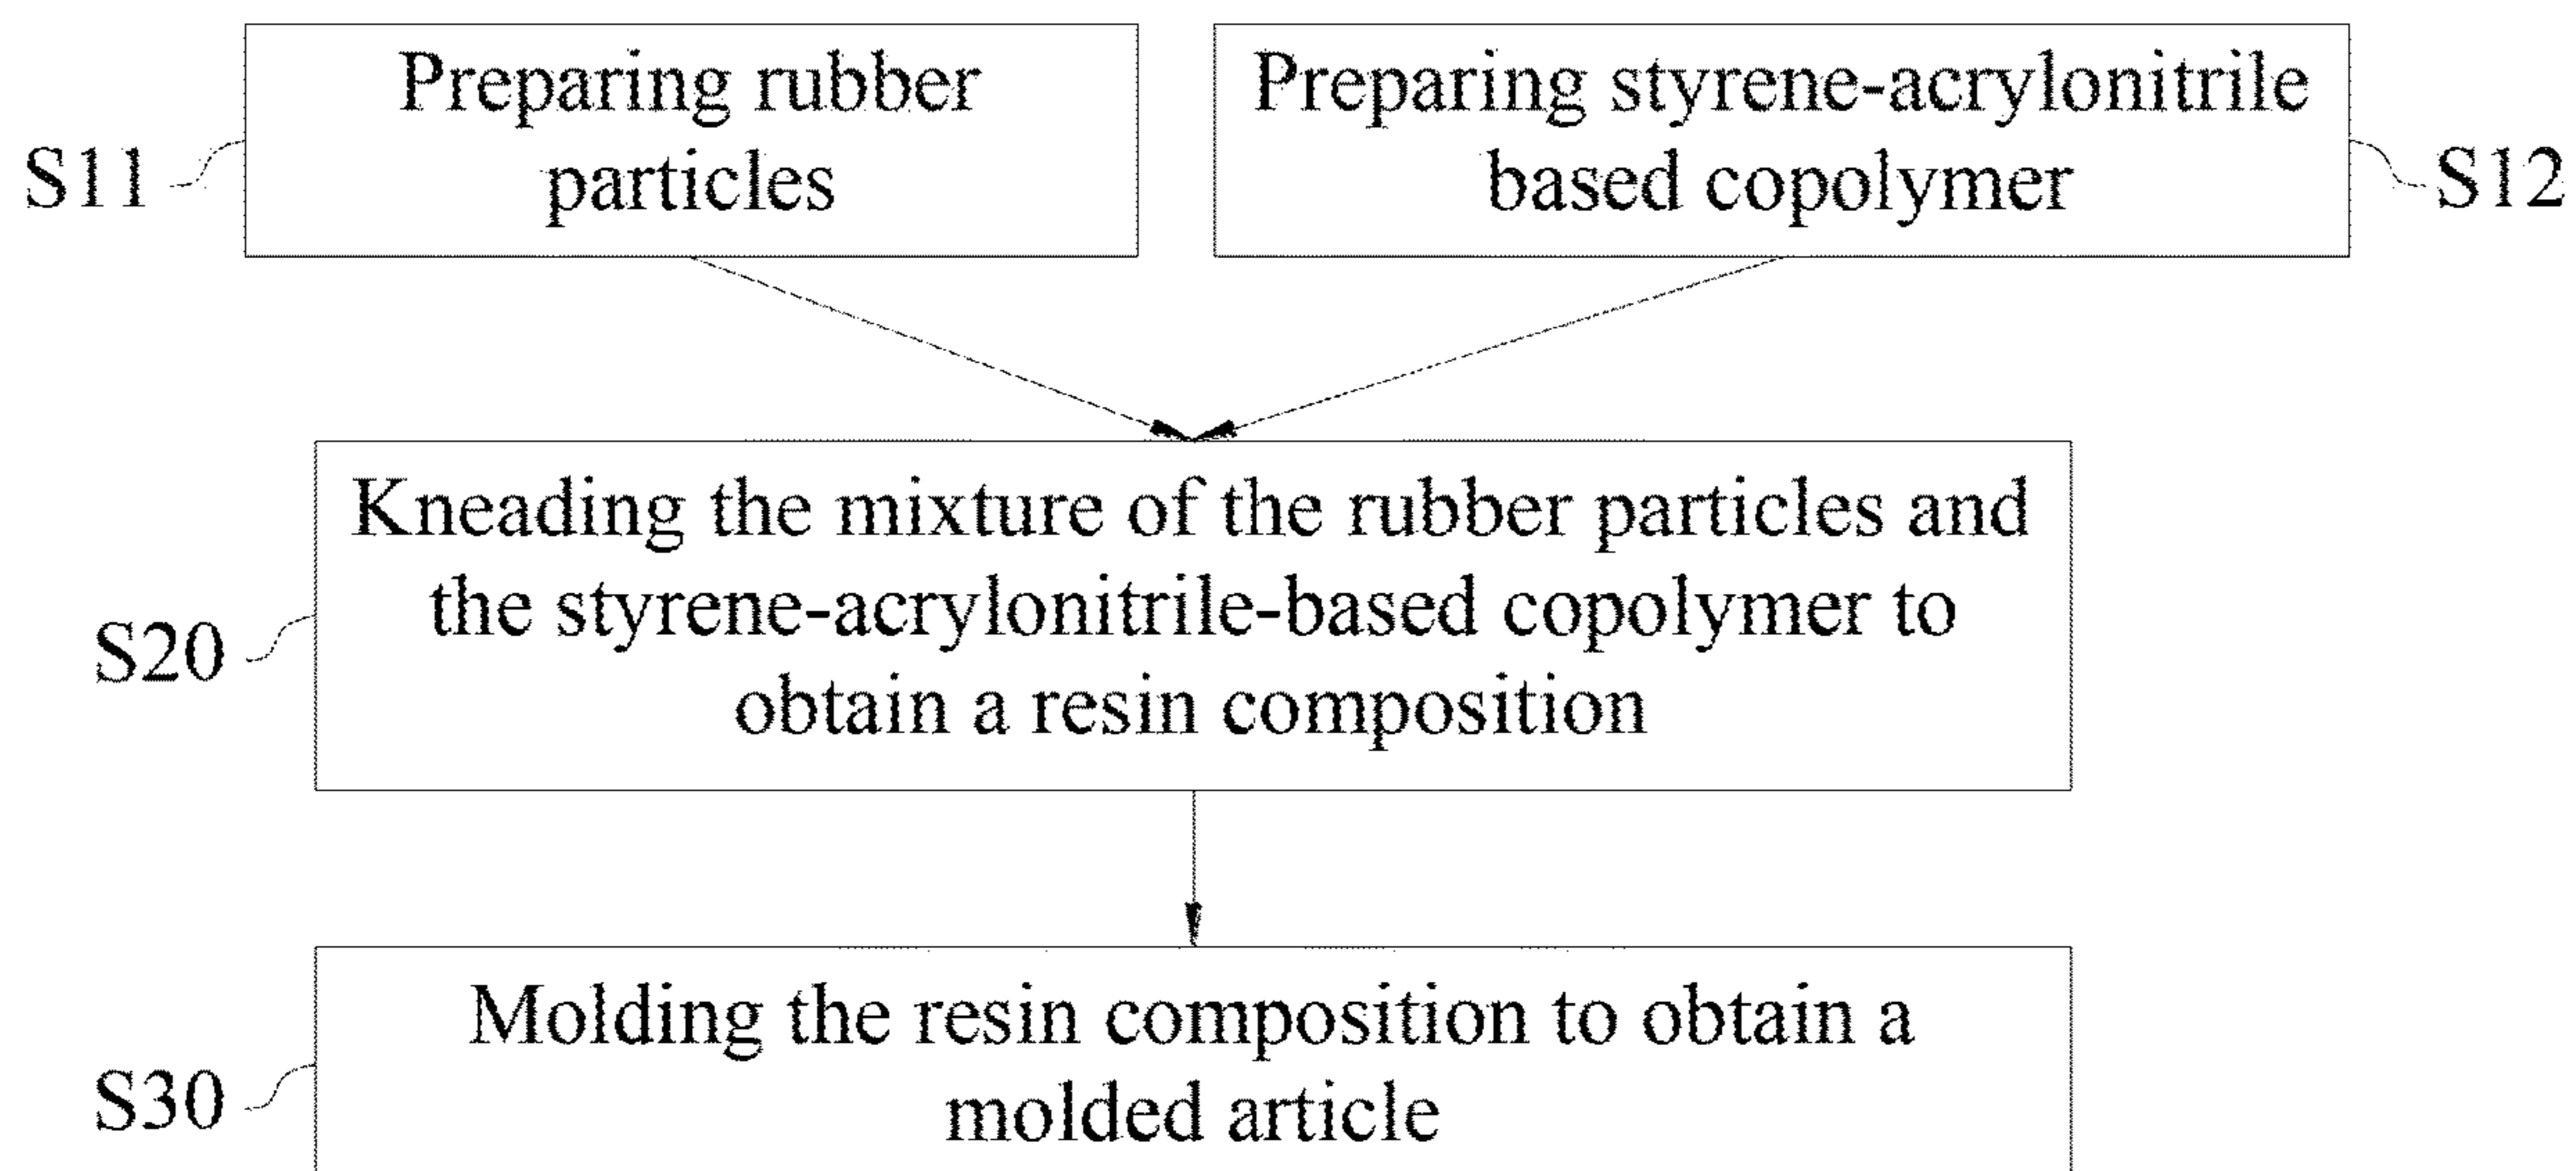 Preparing rubber
particles
S11
Preparing styrene-acrylonitrile
based copolymer
S12
Kneading the mixture of the rubber particles and
the styrene-acrylonitrile-based copolymer to
obtain a resin composition
S20
Molding the resin composition to obtain a
molded article
S30